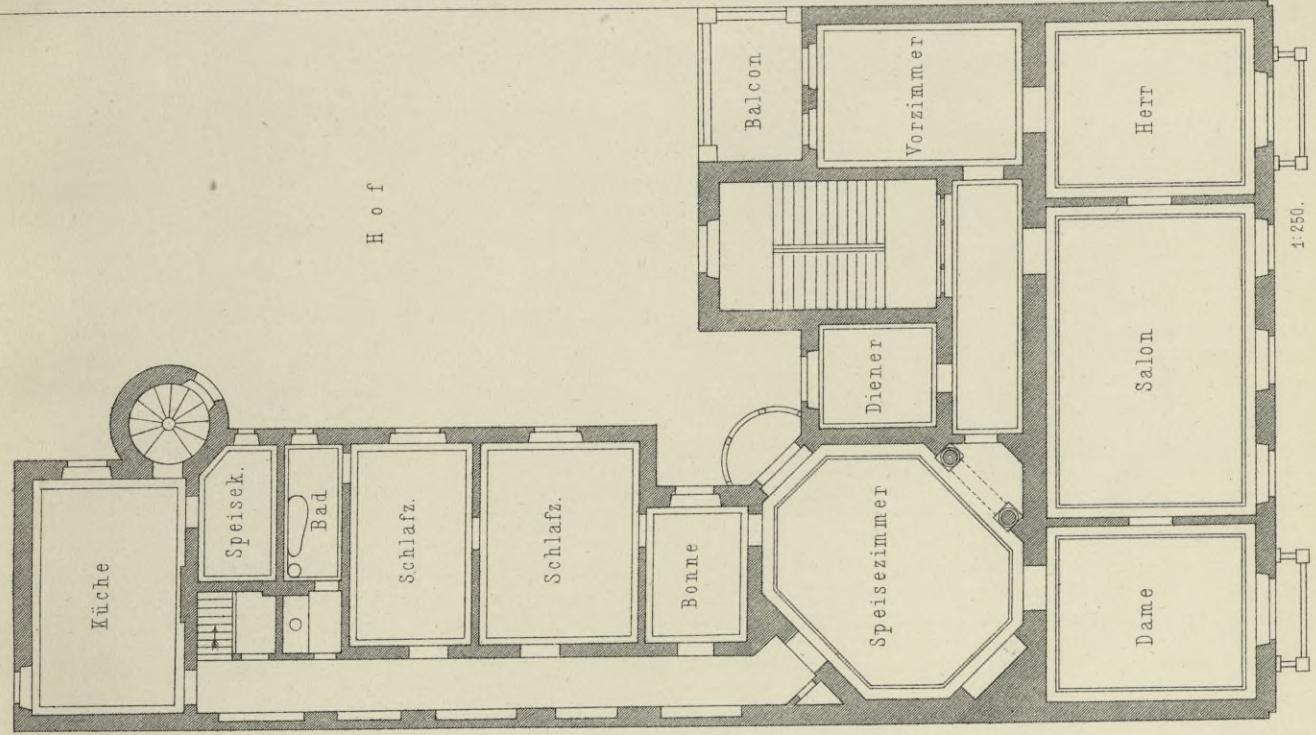 Hof
Balcon
Vorzimmer
Herr
Diener
Salon
Küche
Speisek.
Bad
Schlafz.
Schlafz.
Bonne
Speisezimmer
Dame
1:250.